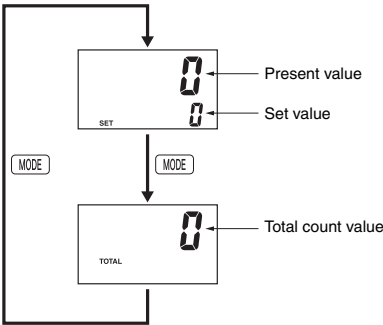 0
Present value
0
Set value
SET
MODE
MODE
0
Total count value
TOTAL